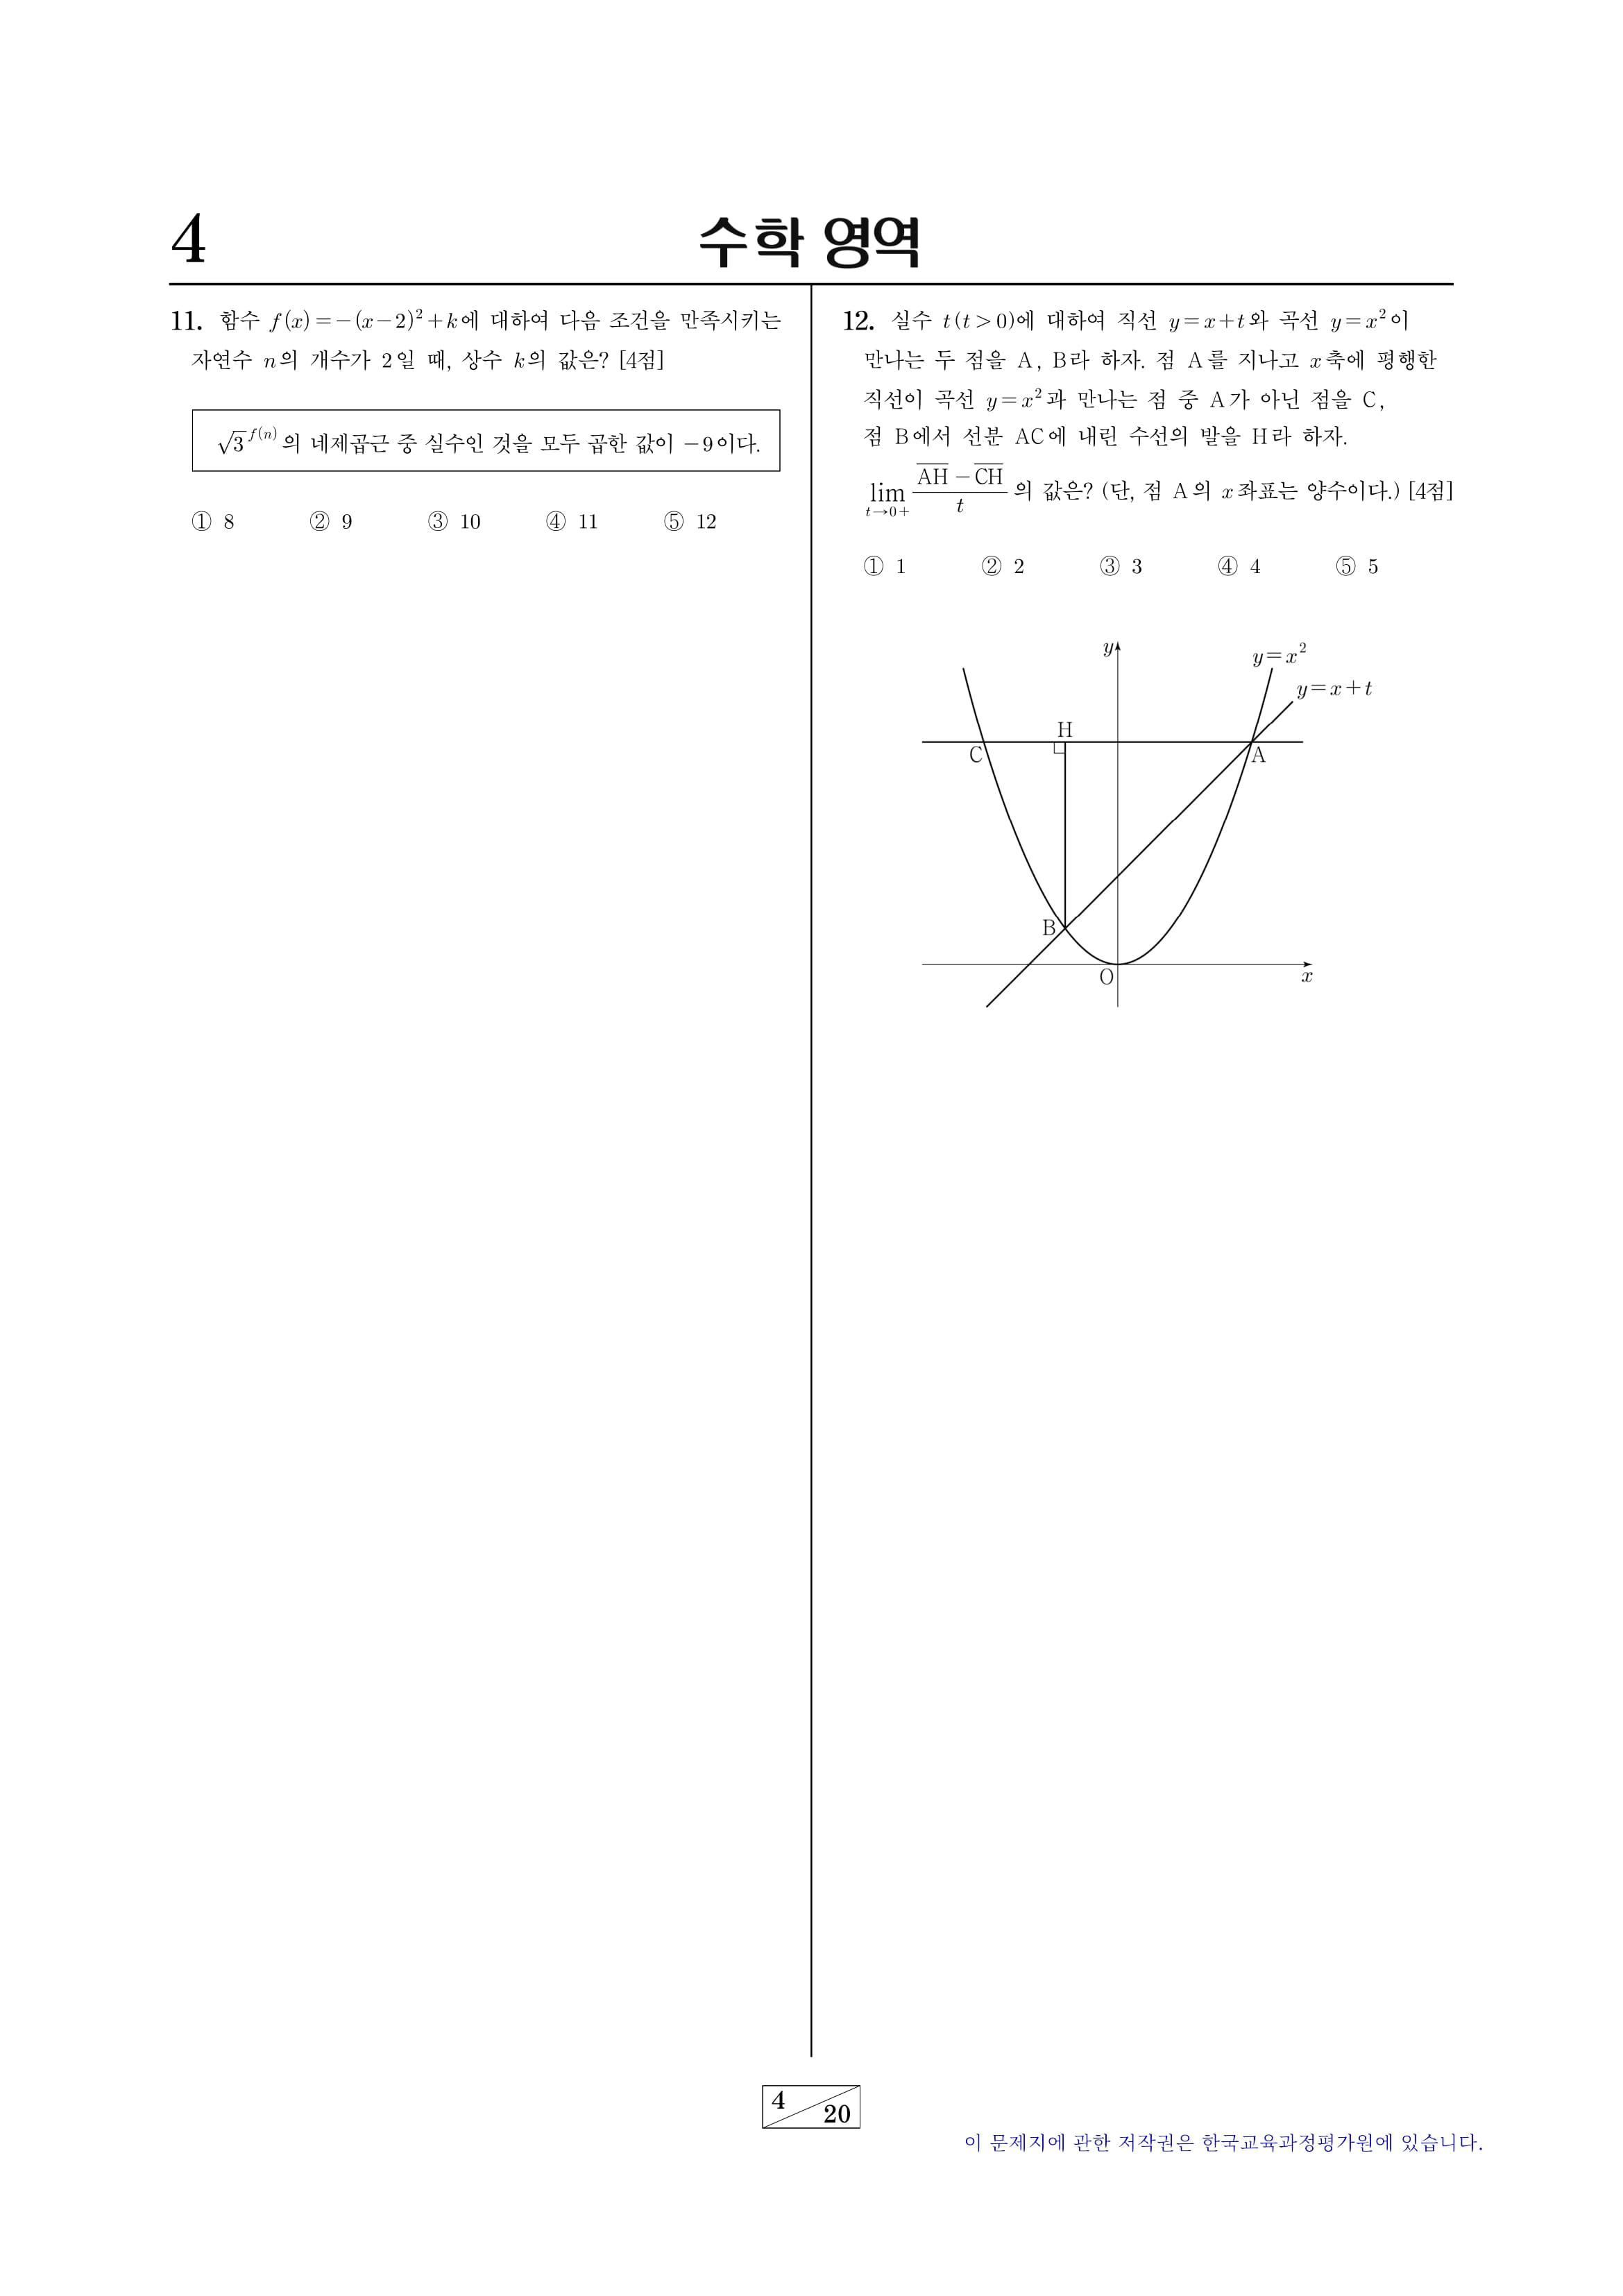 4
수학 영역
11. 함수 f(x)=-(x-2)²+k에 대하여 다음 조건을 만족시키는
자연수 n의 개수가 2일 때, 상수 k의 값은? [4점]
√3^f(n)의 네제곱근 중 실수인 것을 모두 곱한 값이 -9이다.
① 8 ② 9 ③ 10 ④ 11 ⑤ 12
12. 실수 t(t>0)에 대하여 직선 y=x+t와 곡선 y=x²이
만나는 두 점을 A, B라 하자. 점 A를 지나고 x축에 평행한
직선이 곡선 y=x²과 만나는 점 중 A가 아닌 점을 C,
점 B에서 선분 AC에 내린 수선의 발을 H라 하자.
lim t→0+ (AH-CH)/t 의 값은? (단, 점 A의 x좌표는 양수이다.) [4점]
① 1 ② 2 ③ 3 ④ 4 ⑤ 5
y
y=x²
y=x+t
H
C
A
B
O
x
4
20
이 문제지에 관한 저작권은 한국교육과정평가원에 있습니다.